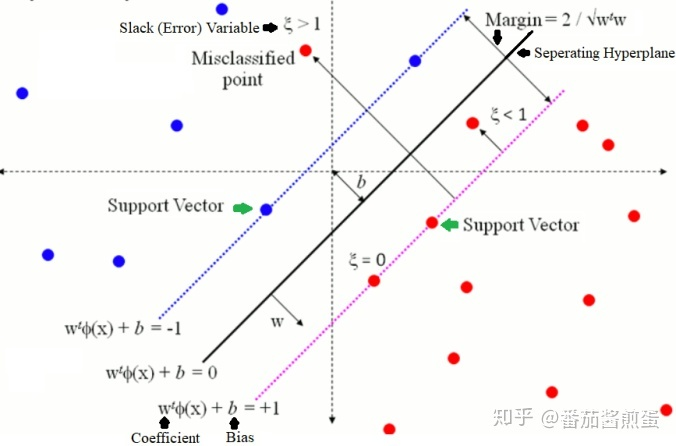 Slack (Error) Variable ξ > 1
Margin = 2 / √wᵗw
Misclassified
point
Seperating Hyperplane
ξ < 1
b
Support Vector
Support Vector
ξ = 0
w
wᵗϕ(x) + b = -1
wᵗϕ(x) + b = 0
wᵗϕ(x) + b = +1
Coefficient Bias
知乎 @番茄酱煎蛋